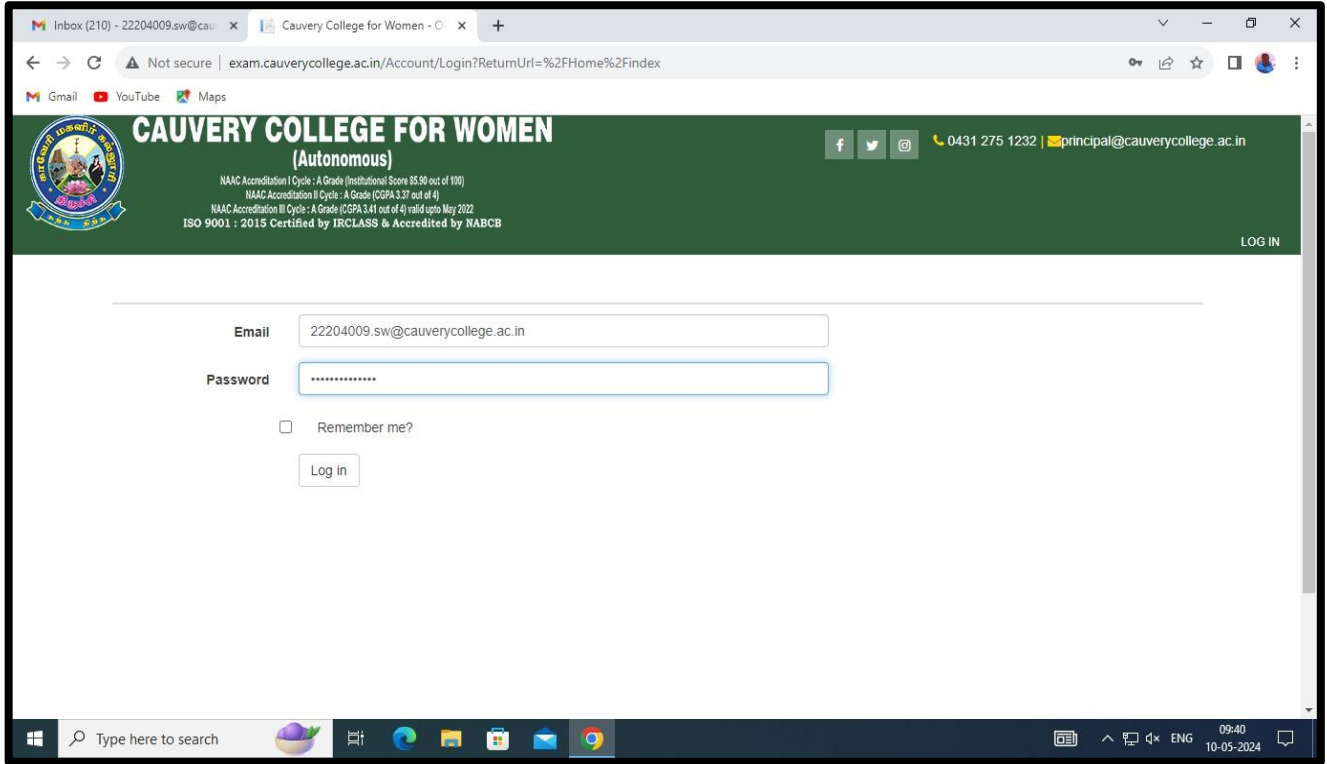 Inbox (210) - 22204009.sw@cau
Cauvery College for Women - O
Not secure | exam.cauverycollege.ac.in/Account/Login?ReturnUrl=%2FHome%2Findex
Gmail YouTube Maps
CAUVERY COLLEGE FOR WOMEN
(Autonomous)
NAAC Accreditation I Cycle : A Grade (Institutional Score 85.90 out of 100)
NAAC Accreditation II Cycle : A Grade (CGPA 3.37 out of 4)
NAAC Accreditation III Cycle : A Grade (CGPA 3.41 out of 4) valid upto May 2022
ISO 9001 : 2015 Certified by IRCLASS & Accredited by NABCB
0431 275 1232 | principal@cauverycollege.ac.in
LOG IN
காவேரி மகளிர் கல்லூரி
திருச்சி
Email 22204009.sw@cauverycollege.ac.in
Password ••••••••••••••
Remember me?
Log in
Type here to search
ENG
09:40
10-05-2024